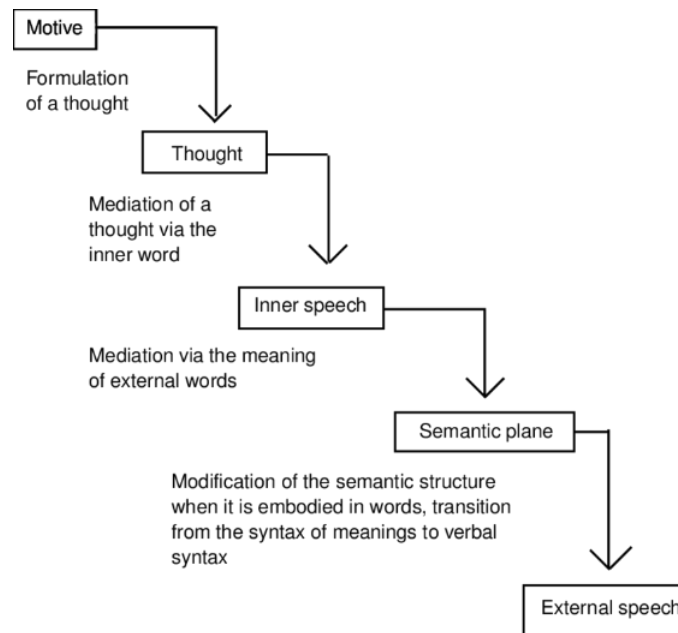 Motive
Formulation
of a thought
Thought
Mediation of a
thought via the
inner word
Inner speech
Mediation via the meaning
of external words
Semantic plane
Modification of the semantic structure
when it is embodied in words, transition
from the syntax of meanings to verbal
syntax
External speech